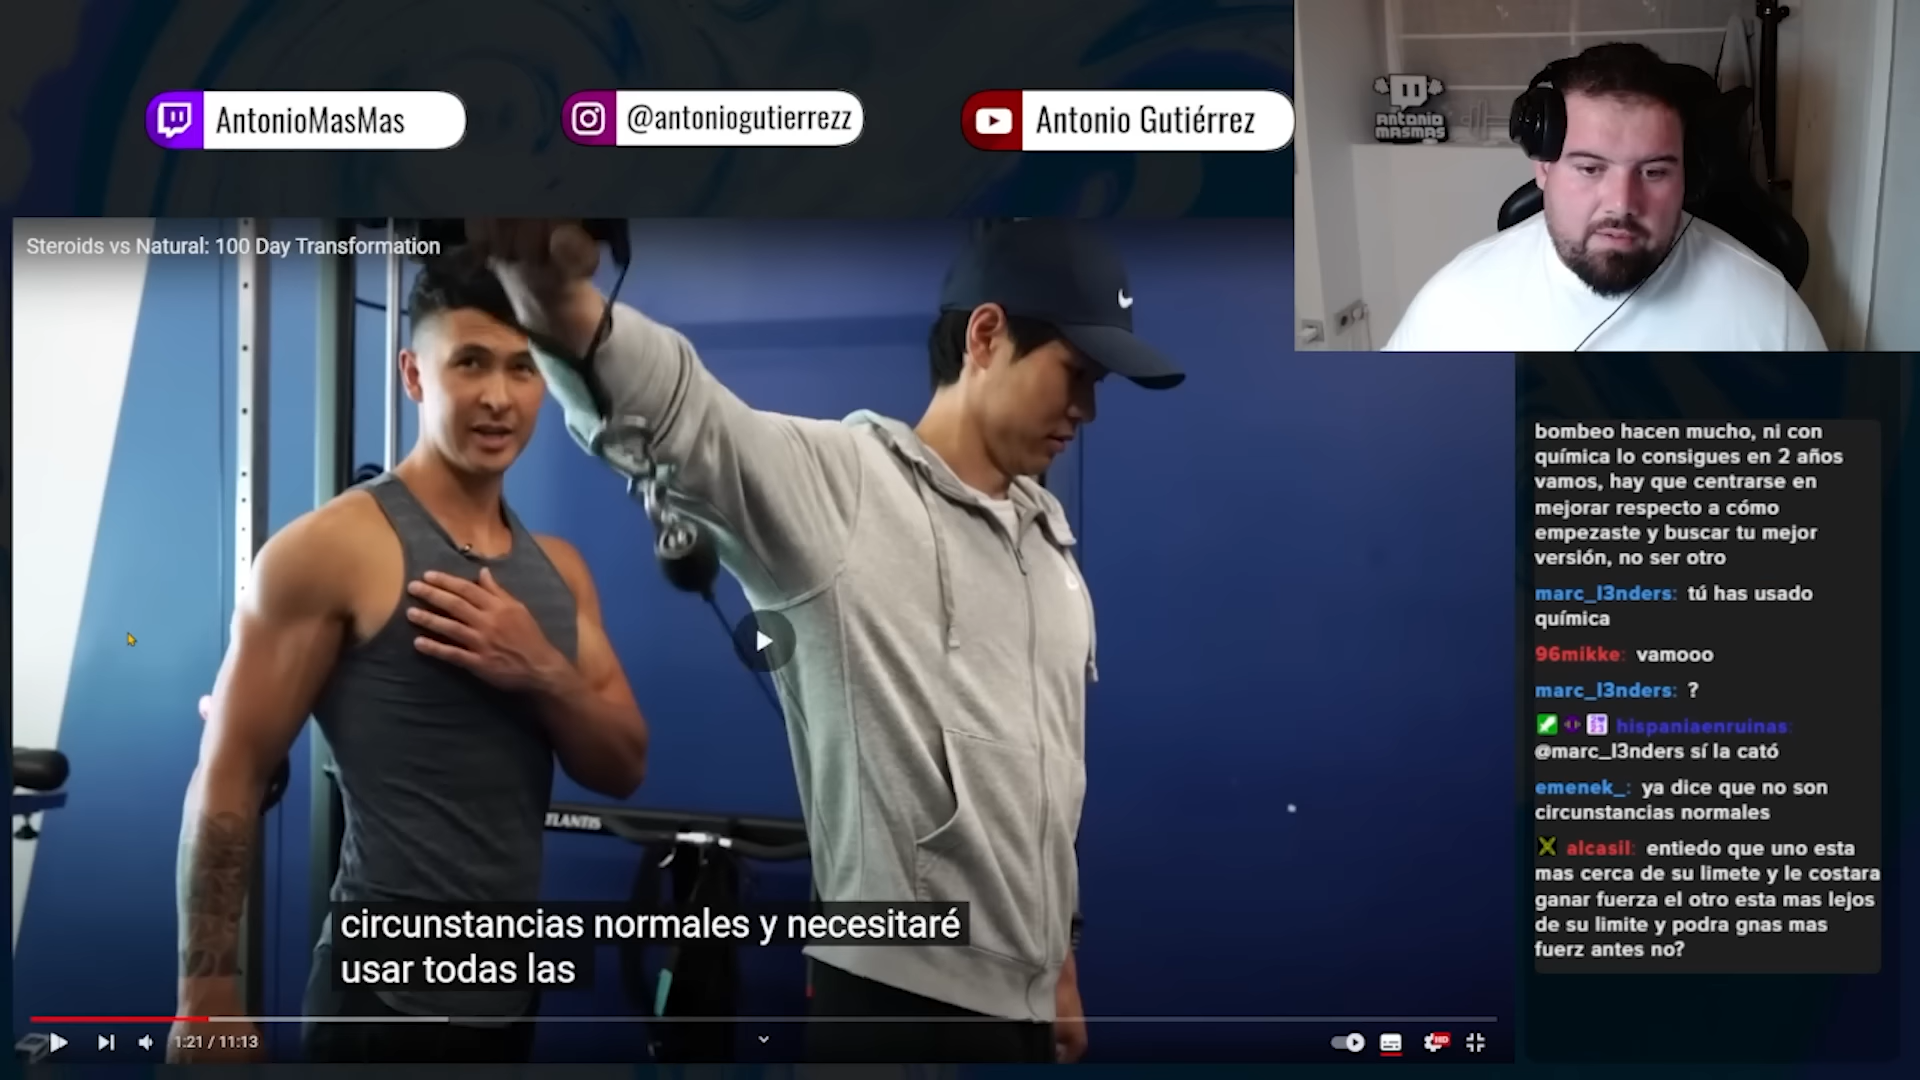 AntonioMasMas
@antoniogutierrezz
Antonio Gutiérrez
Antonio
MASMAS
Steroids vs Natural: 100 Day Transformation
TLANTIS
circunstancias normales y necesitaré
usar todas las
1:21 / 11:13
HD
bombeo hacen mucho, ni con
química lo consigues en 2 años
vamos, hay que centrarse en
mejorar respecto a cómo
empezaste y buscar tu mejor
versión, no ser otro
marc_l3nders: tú has usado
química
96mikke: vamooo
marc_l3nders: ?
hispaniaenruinas:
@marc_l3nders sí la cató
emenek_: ya dice que no son
circunstancias normales
alcasil: entiedo que uno esta
mas cerca de su limete y le costara
ganar fuerza el otro esta mas lejos
de su limite y podra gnas mas
fuerz antes no?